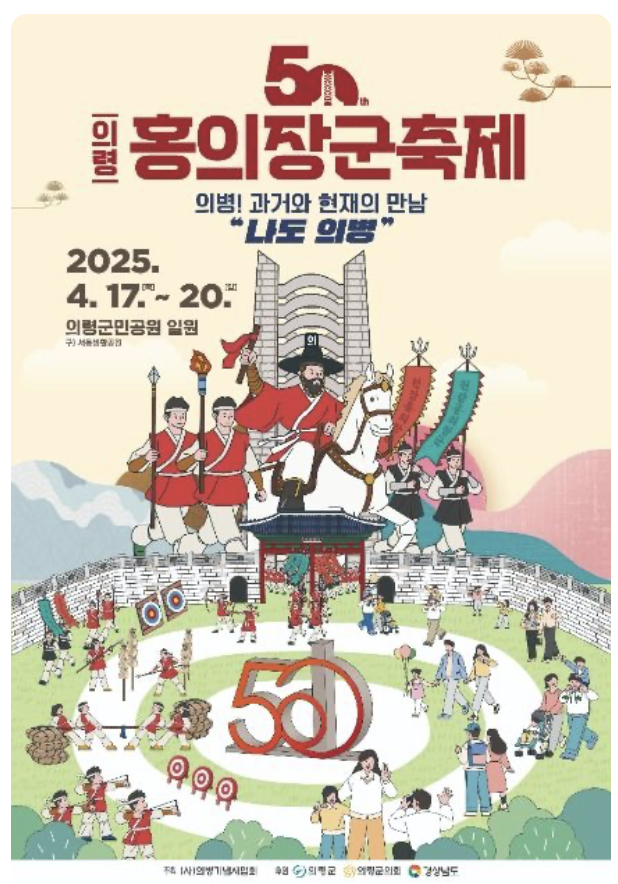 50th
의령
홍의장군축제
의병! 과거와 현재의 만남
“나도 의병”
2025.
4. 17.[목] ~ 20.[일]
의령군민공원 일원
구) 서동생활공원
의
50
주최 (사)의병기념사업회 후원 의령군 의령군의회 경상남도